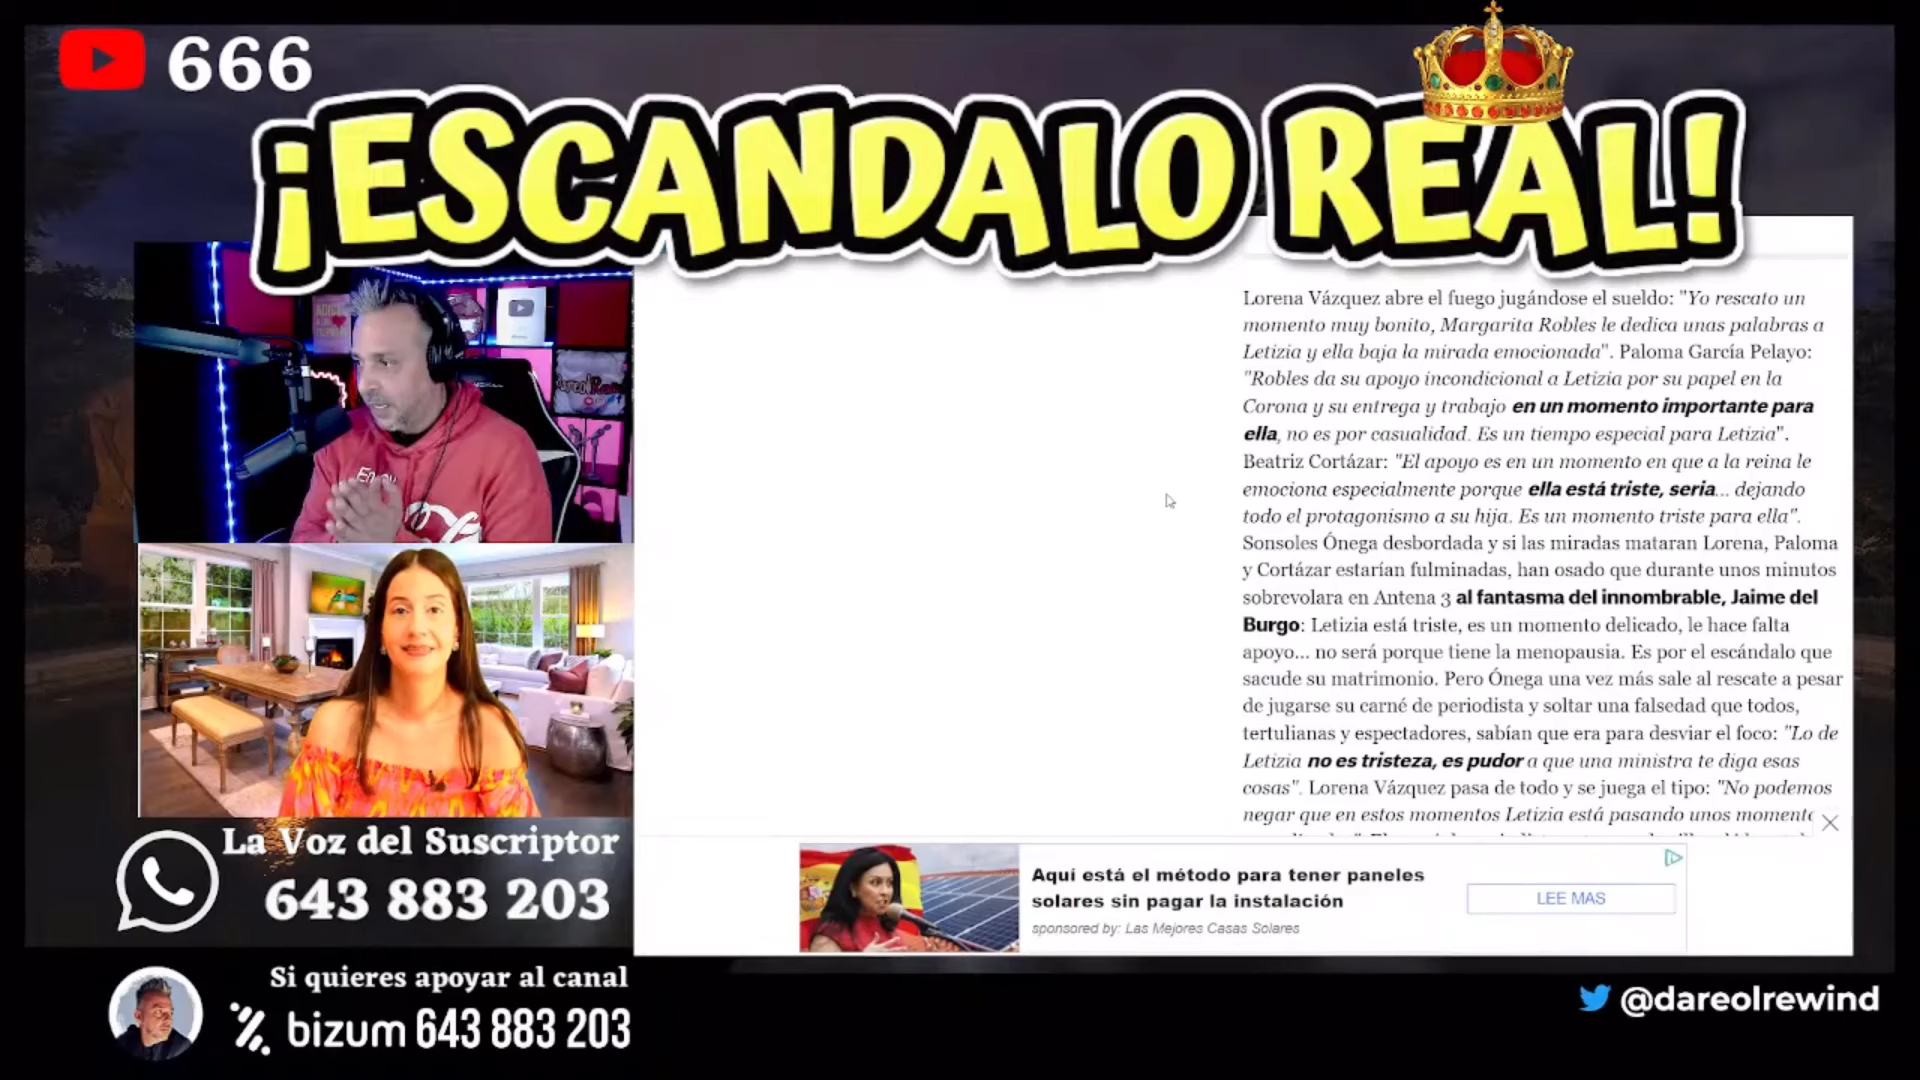 666
¡ESCANDALO REAL!
Lorena Vázquez abre el fuego jugándose el sueldo: "Yo rescato un
momento muy bonito, Margarita Robles le dedica unas palabras a
Letizia y ella baja la mirada emocionada". Paloma García Pelayo:
"Robles da su apoyo incondicional a Letizia por su papel en la
Corona y su entrega y trabajo en un momento importante para
ella, no es por casualidad. Es un tiempo especial para Letizia".
Beatriz Cortázar: "El apoyo es en un momento en que a la reina le
emociona especialmente porque ella está triste, seria... dejando
todo el protagonismo a su hija. Es un momento triste para ella".
Sonsoles Ónega desbordada y si las miradas mataran Lorena, Paloma
y Cortázar estarían fulminadas, han osado que durante unos minutos
sobrevolara en Antena 3 al fantasma del innombrable, Jaime del
Burgo: Letizia está triste, es un momento delicado, le hace falta
apoyo... no será porque tiene la menopausia. Es por el escándalo que
sacude su matrimonio. Pero Ónega una vez más sale al rescate a pesar
de jugarse su carné de periodista y soltar una falsedad que todos,
tertulianos y espectadores, sabían que era para desviar el foco: "Lo de
Letizia no es tristeza, es pudor a que una ministra te diga esas
cosas". Lorena Vázquez pasa de todo y se juega el tipo: "No podemos
negar que en estos momentos Letizia está pasando unos momento
Aquí está el método para tener paneles
solares sin pagar la instalación
sponsored by: Las Mejores Casas Solares
LEE MAS
La Voz del Suscriptor
643 883 203
Si quieres apoyar al canal
bizum 643 883 203
@dareolrewind